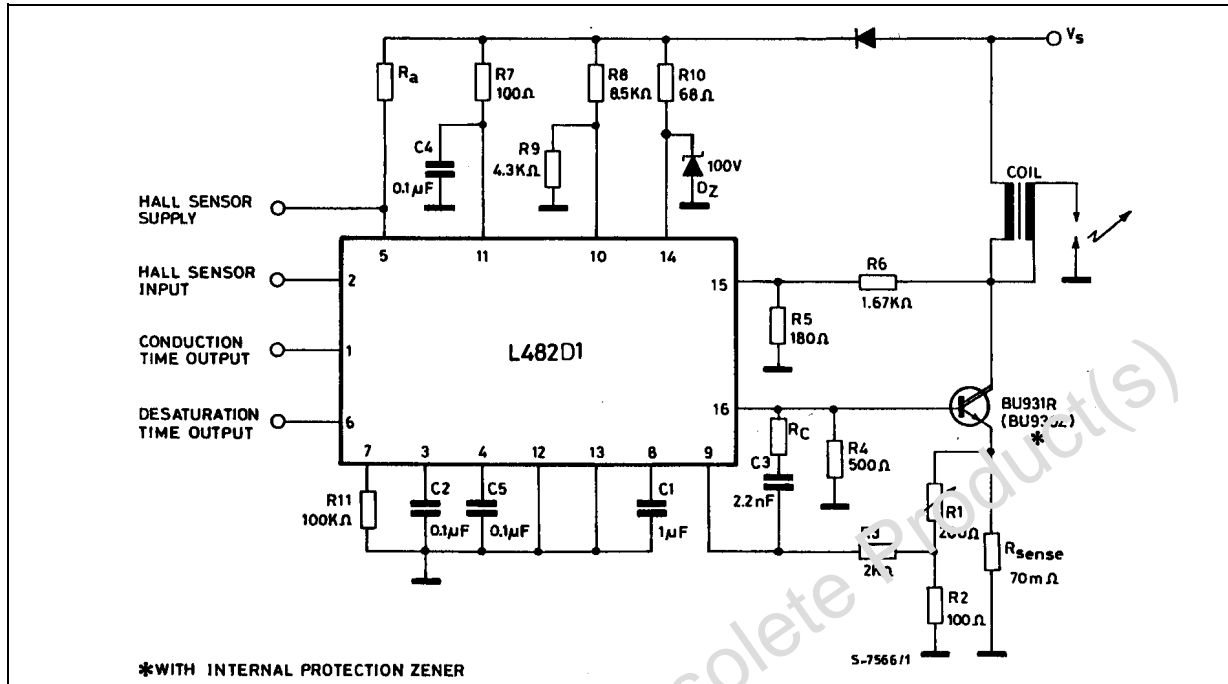 Vs
Ra
R7
100Ω
R8
8.5KΩ
R10
68Ω
C4
0.1µF
R9
4.3KΩ
100V
DZ
COIL
HALL SENSOR
SUPPLY
5
11
10
14
HALL SENSOR
INPUT
2
15
R6
1.67KΩ
R5
180Ω
CONDUCTION
TIME OUTPUT
1
L482D1
DESATURATION
TIME OUTPUT
6
16
BU931R
*
RC
C3
2.2nF
R4
500Ω
7
3
4
12
13
8
9
R11
100KΩ
C2
0.1µF
C5
0.1µF
C1
1µF
R1
Rsense
70mΩ
R2
100Ω
S-7566/1
*WITH INTERNAL PROTECTION ZENER
solete Product(s)